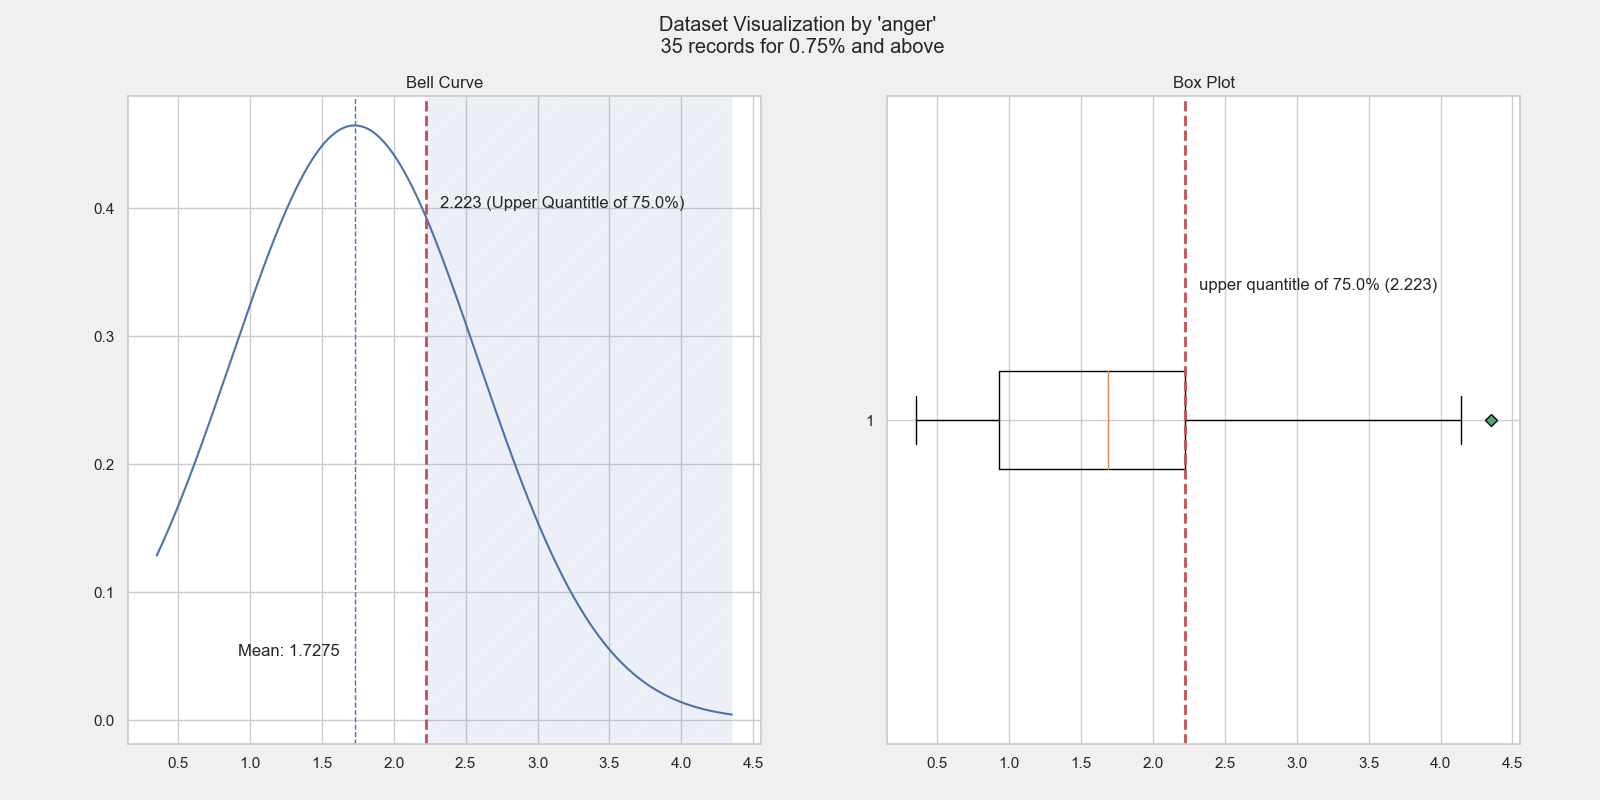 Dataset Visualization by 'anger'
35 records for 0.75% and above
Bell Curve
0.4
0.3
0.2
0.1
0.0
2.223 (Upper Quantitle of 75.0%)
Mean: 1.7275
0.5 1.0 1.5 2.0 2.5 3.0 3.5 4.0 4.5
Box Plot
upper quantitle of 75.0% (2.223)
1
0.5 1.0 1.5 2.0 2.5 3.0 3.5 4.0 4.5